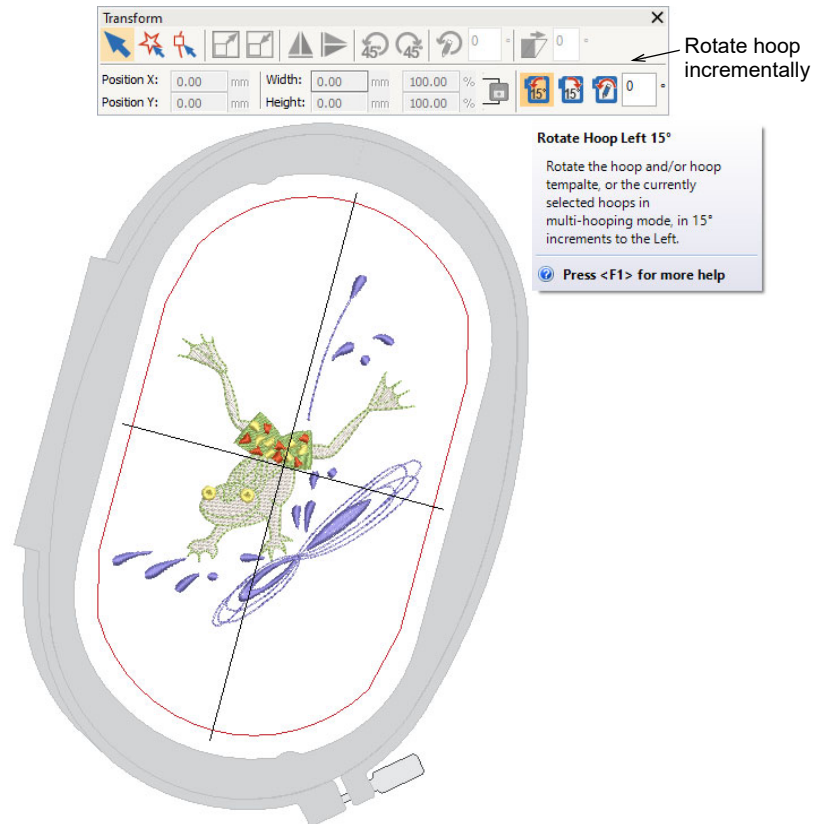 Transform
45° 45° 0 ° 0 °
Rotate hoop
incrementally
Position X: 0.00 mm Width: 0.00 mm 100.00 % 15° 15° 0 °
Position Y: 0.00 mm Height: 0.00 mm 100.00 %
Rotate Hoop Left 15°
Rotate the hoop and/or hoop
tempalte, or the currently
selected hoops in
multi-hooping mode, in 15°
increments to the Left.
Press <F1> for more help